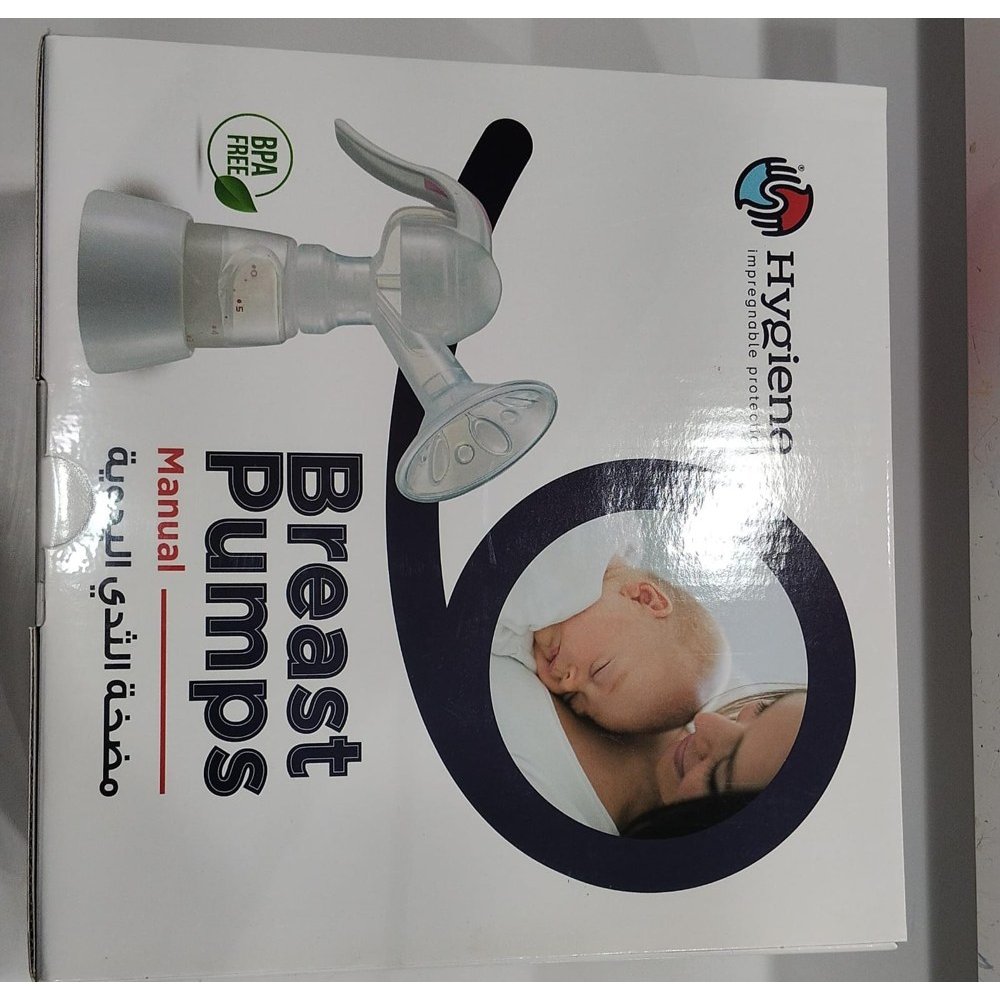 Hygiene
impregnable protection
BPA
FREE
Breast
Pumps
Manual
مضخة الثدي اليدوية